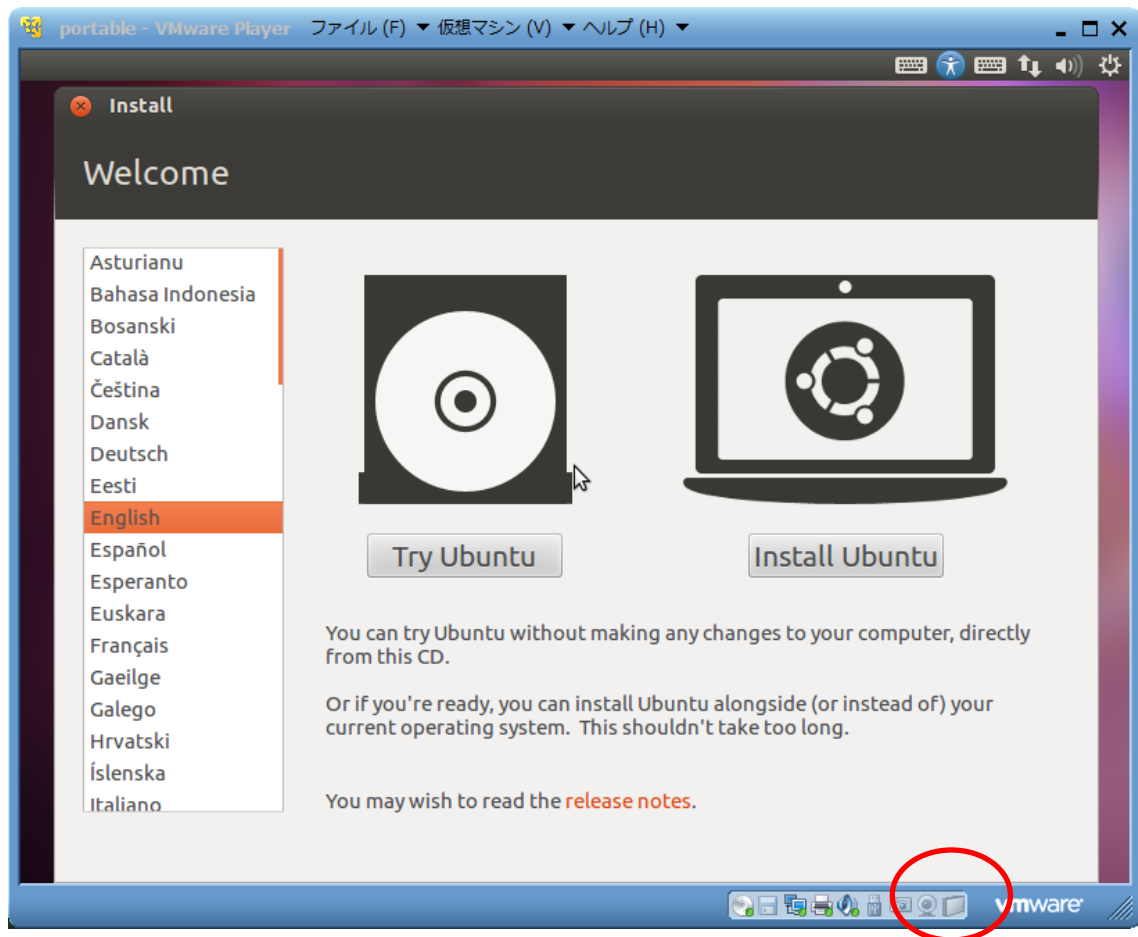 portable - VMware Player ファイル (F) ▼ 仮想マシン (V) ▼ ヘルプ (H) ▼
Install
Welcome
Asturianu
Bahasa Indonesia
Bosanski
Català
Čeština
Dansk
Deutsch
Eesti
English
Español
Esperanto
Euskara
Français
Gaeilge
Galego
Hrvatski
Íslenska
Italiano
Try Ubuntu
Install Ubuntu
You can try Ubuntu without making any changes to your computer, directly
from this CD.
Or if you're ready, you can install Ubuntu alongside (or instead of) your
current operating system. This shouldn't take too long.
You may wish to read the release notes.
vmware